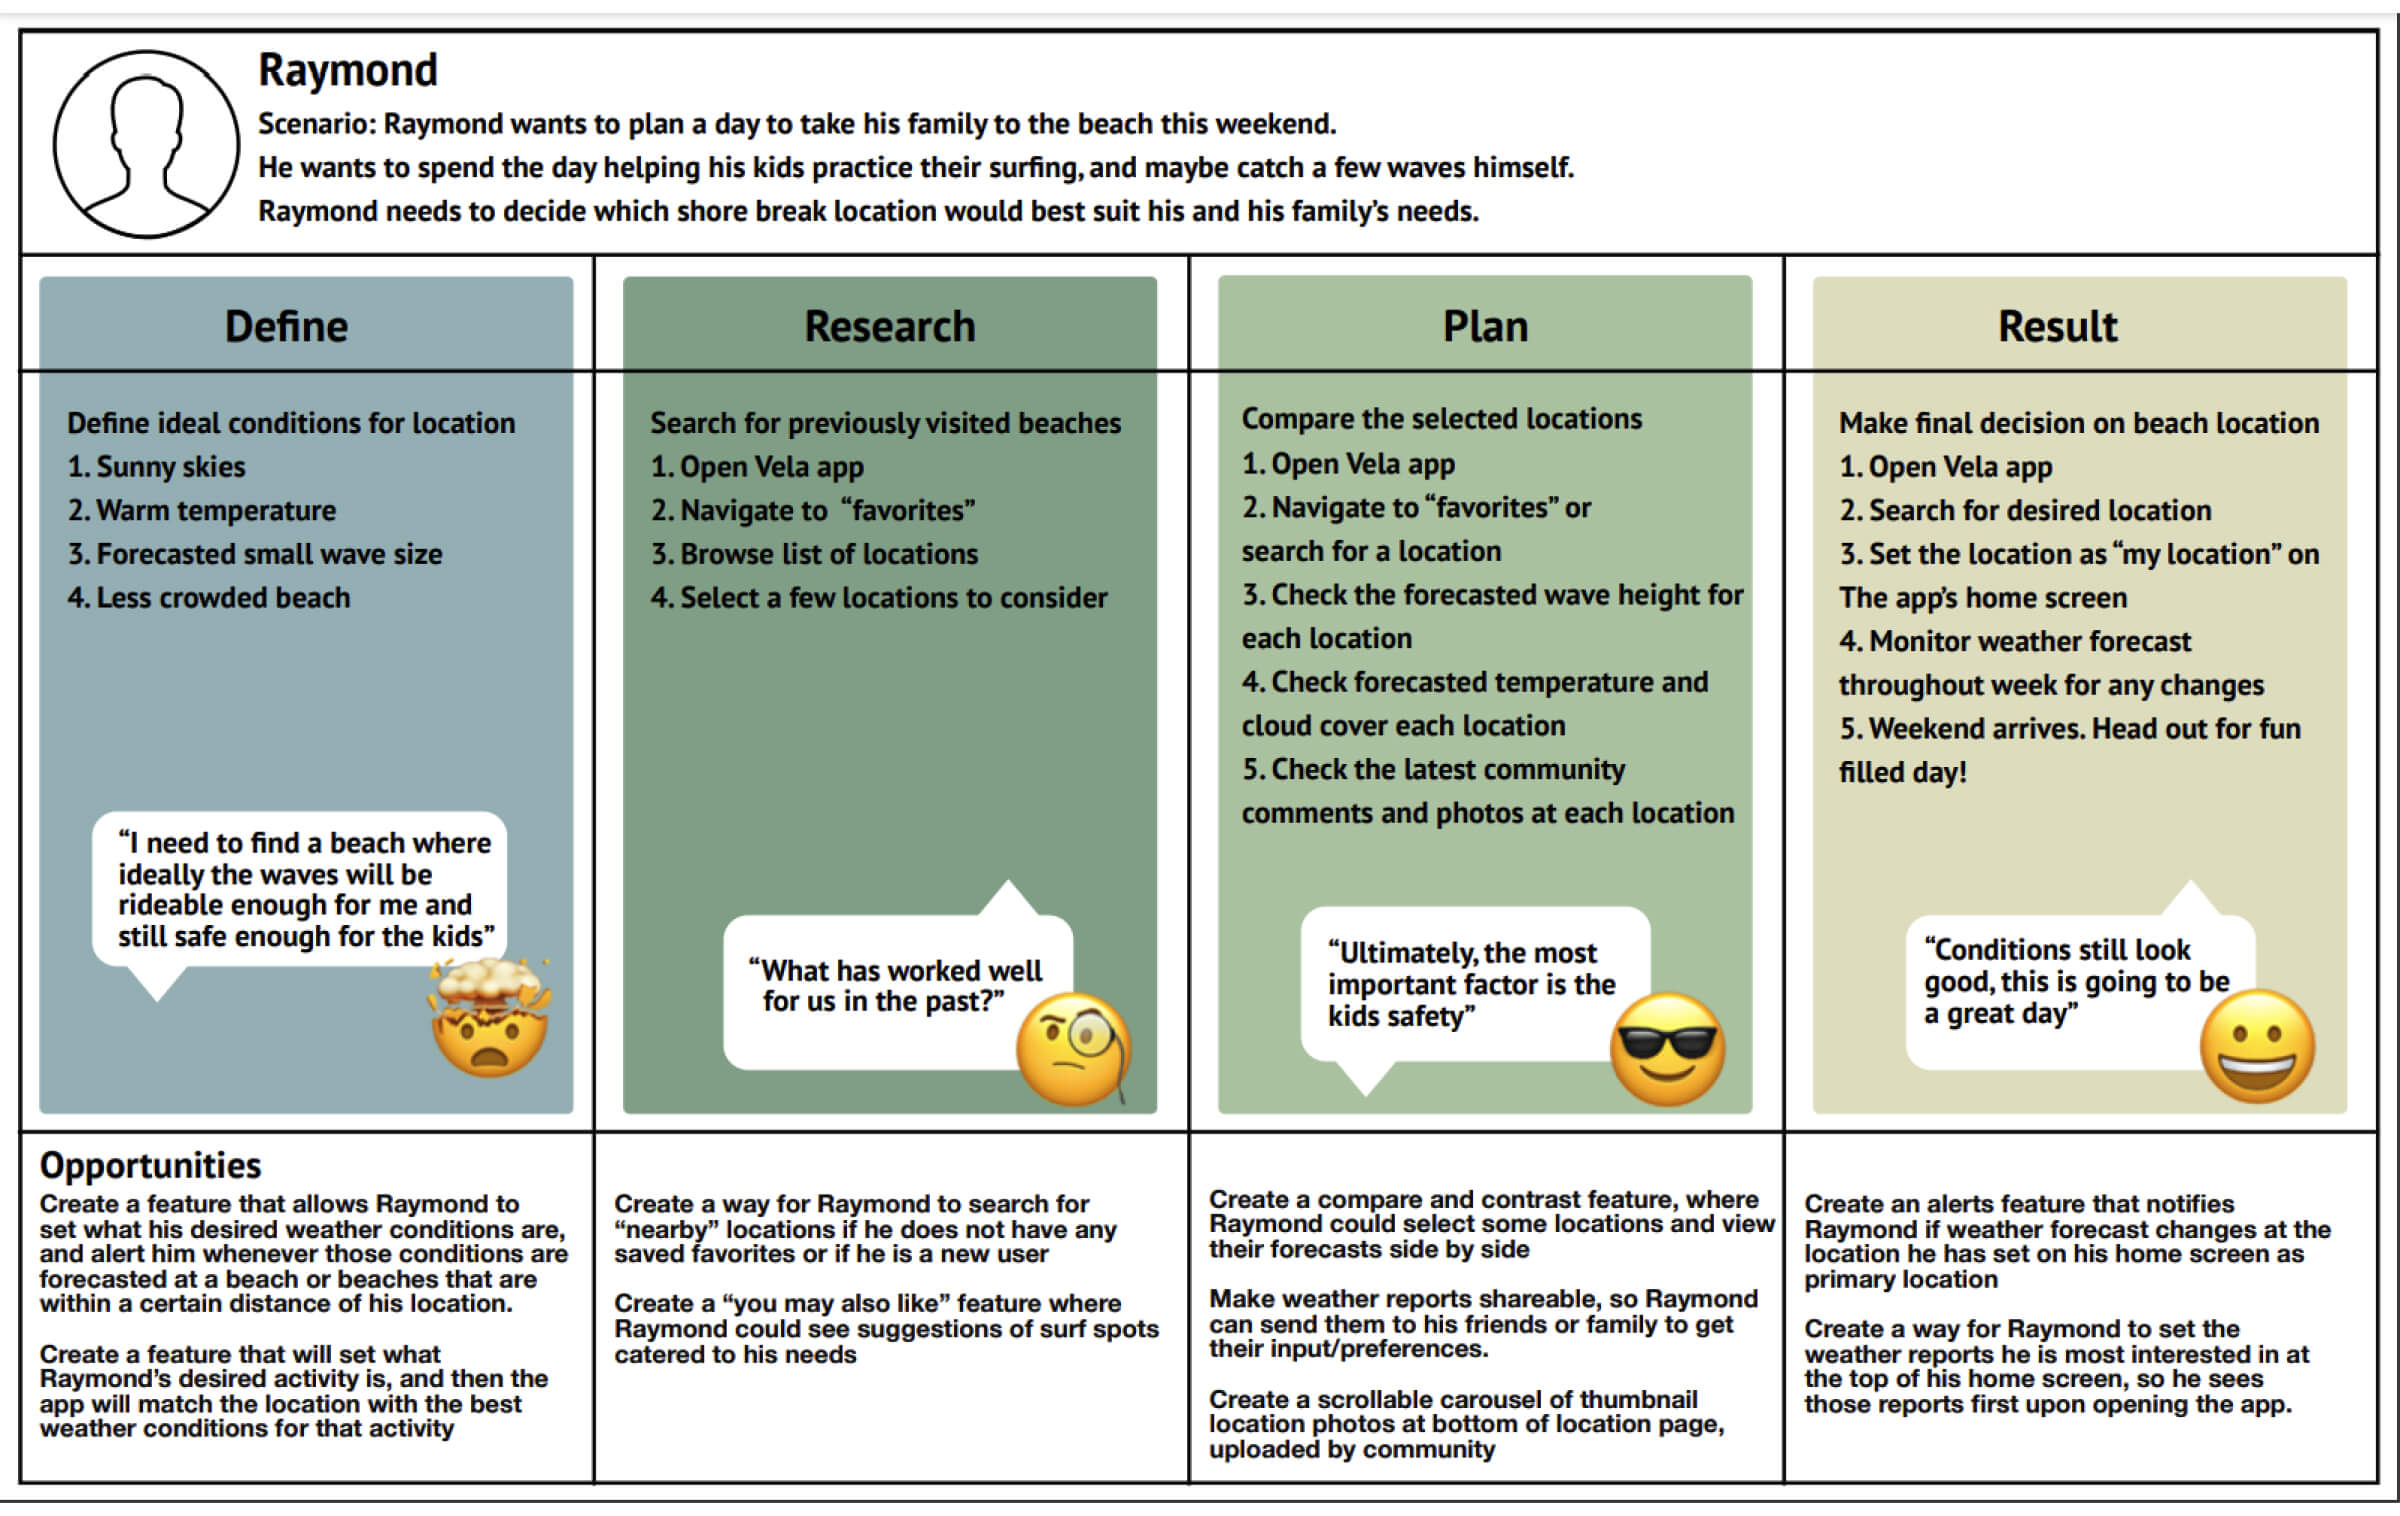 Raymond
Scenario: Raymond wants to plan a day to take his family to the beach this weekend.
He wants to spend the day helping his kids practice their surfing, and maybe catch a few waves himself.
Raymond needs to decide which shore break location would best suit his and his family's needs.
Define
Define ideal conditions for location
1. Sunny skies
2. Warm temperature
3. Forecasted small wave size
4. Less crowded beach
“I need to find a beach where
ideally the waves will be
rideable enough for me and
still safe enough for the kids”
Research
Search for previously visited beaches
1. Open Vela app
2. Navigate to “favorites”
3. Browse list of locations
4. Select a few locations to consider
“What has worked well
for us in the past?”
Plan
Compare the selected locations
1. Open Vela app
2. Navigate to “favorites” or
search for a location
3. Check the forecasted wave height for
each location
4. Check forecasted temperature and
cloud cover each location
5. Check the latest community
comments and photos at each location
“Ultimately, the most
important factor is the
kids safety”
Result
Make final decision on beach location
1. Open Vela app
2. Search for desired location
3. Set the location as “my location” on
The app's home screen
4. Monitor weather forecast
throughout week for any changes
5. Weekend arrives. Head out for fun
filled day!
“Conditions still look
good, this is going to be
a great day”
Opportunities
Create a feature that allows Raymond to
set what his desired weather conditions are,
and alert him whenever those conditions are
forecasted at a beach or beaches that are
within a certain distance of his location.
Create a feature that will set what
Raymond's desired activity is, and then the
app will match the location with the best
weather conditions for that activity
Create a way for Raymond to search for
“nearby” locations if he does not have any
saved favorites or if he is a new user
Create a “you may also like” feature where
Raymond could see suggestions of surf spots
catered to his needs
Create a compare and contrast feature, where
Raymond could select some locations and view
their forecasts side by side
Make weather reports shareable, so Raymond
can send them to his friends or family to get
their input/preferences.
Create a scrollable carousel of thumbnail
location photos at bottom of location page,
uploaded by community
Create an alerts feature that notifies
Raymond if weather forecast changes at the
location he has set on his home screen as
primary location
Create a way for Raymond to set the
weather reports he is most interested in at
the top of his home screen, so he sees
those reports first upon opening the app.